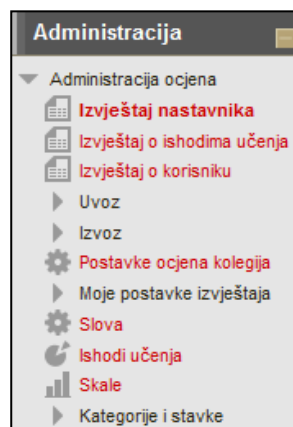 Administracija
Administracija ocjena
Izvještaj nastavnika
Izvještaj o ishodima učenja
Izvještaj o korisniku
Uvoz
Izvoz
Postavke ocjena kolegija
Moje postavke izvještaja
Slova
Ishodi učenja
Skale
Kategorije i stavke